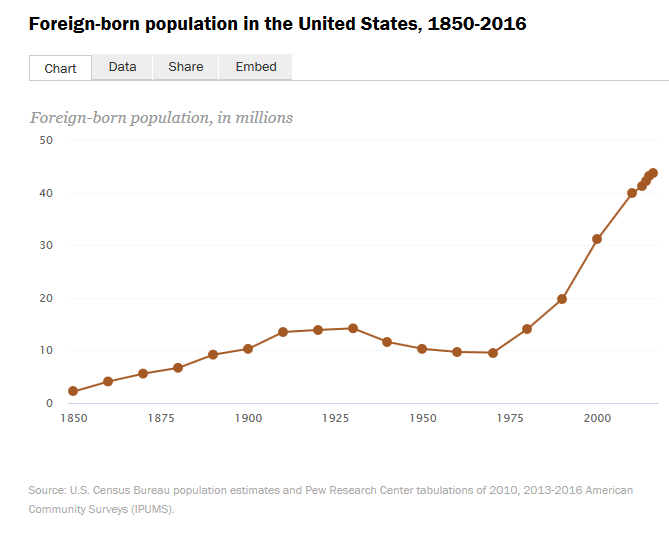 Foreign-born population in the United States, 1850-2016
Chart Data Share Embed
Foreign-born population, in millions
50
40
30
20
10
0
1850 1875 1900 1925 1950 1975 2000
Source: U.S. Census Bureau population estimates and Pew Research Center tabulations of 2010, 2013-2016 American
Community Surveys (IPUMS).